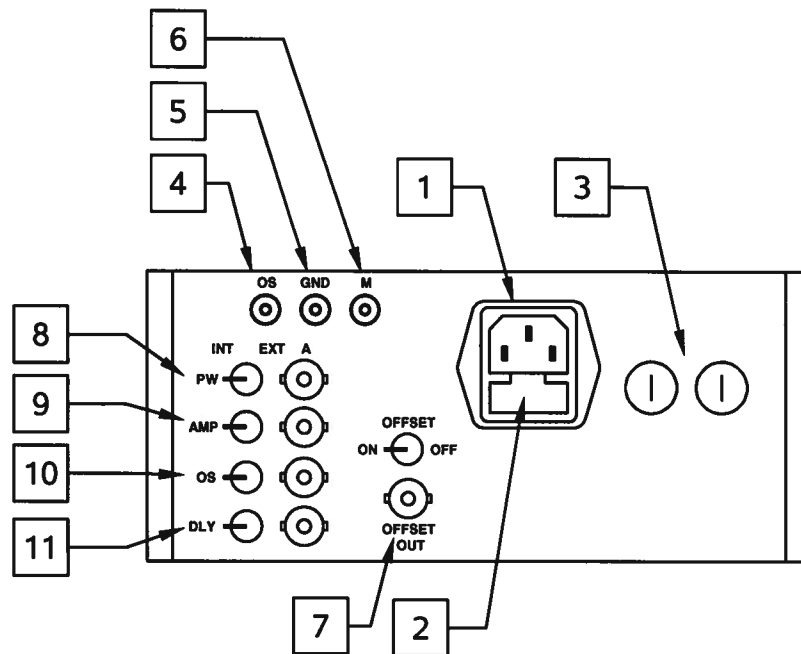 6
5
4
1
3
OS GND M
8
INT EXT A
PW
9
AMP
OFFSET
ON OFF
10
OS
11
DLY
OFFSET
OUT
7
2